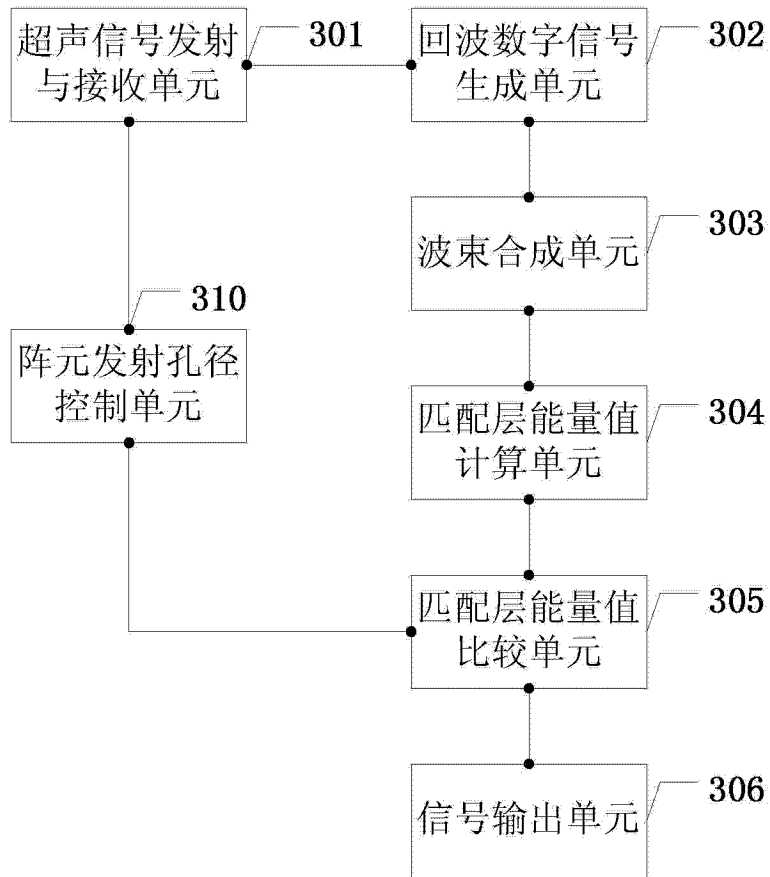 超声信号发射
与接收单元
301
回波数字信号
生成单元
302
波束合成单元
303
310
阵元发射孔径
控制单元
匹配层能量值
计算单元
304
匹配层能量值
比较单元
305
信号输出单元
306